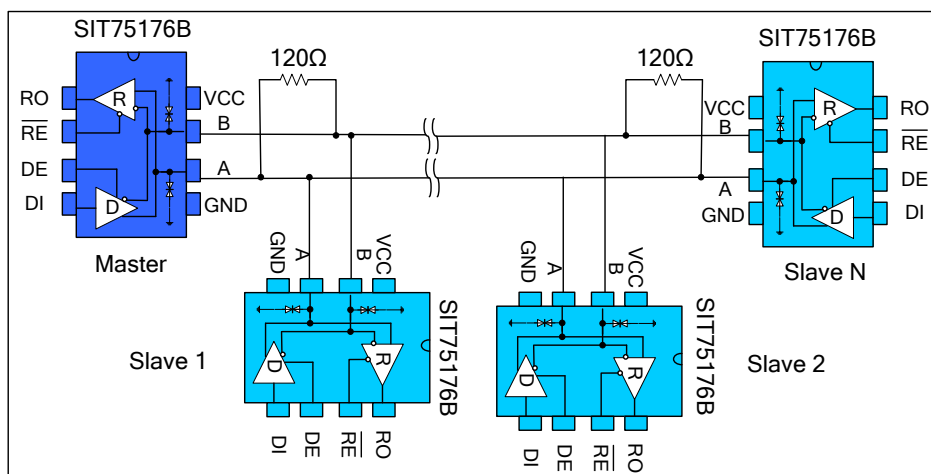 SIT75176B
120Ω
120Ω
SIT75176B
RO
R
VCC
VCC
R
RO
RE
B
B
RE
DE
A
A
DE
DI
D
GND
GND
D
DI
Master
Slave N
GND
A
B
VCC
GND
A
B
VCC
Slave 1
D
R
SIT75176B
D
R
SIT75176B
Slave 2
DI
DE
RE
RO
DI
DE
RE
RO